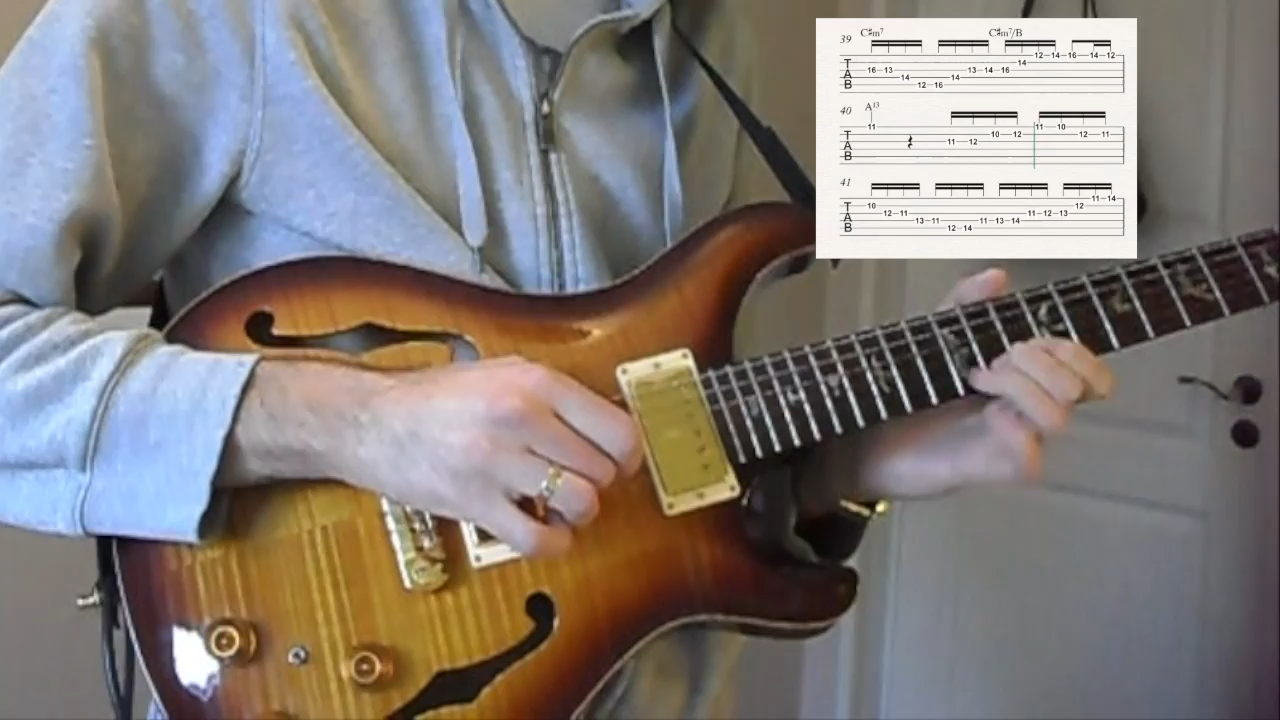 39 C♯m⁷ C♯m⁷/B
12 14 16 14 12
14
T 16 13 13 14 16
A 14 14
B 12 16
40 A¹³
11 11 10
T 10 12 12 11
A 11 12
B
41
11 14
T 10 12
A 12 11 11 12 13
B 13 11 11 13 14
12 14